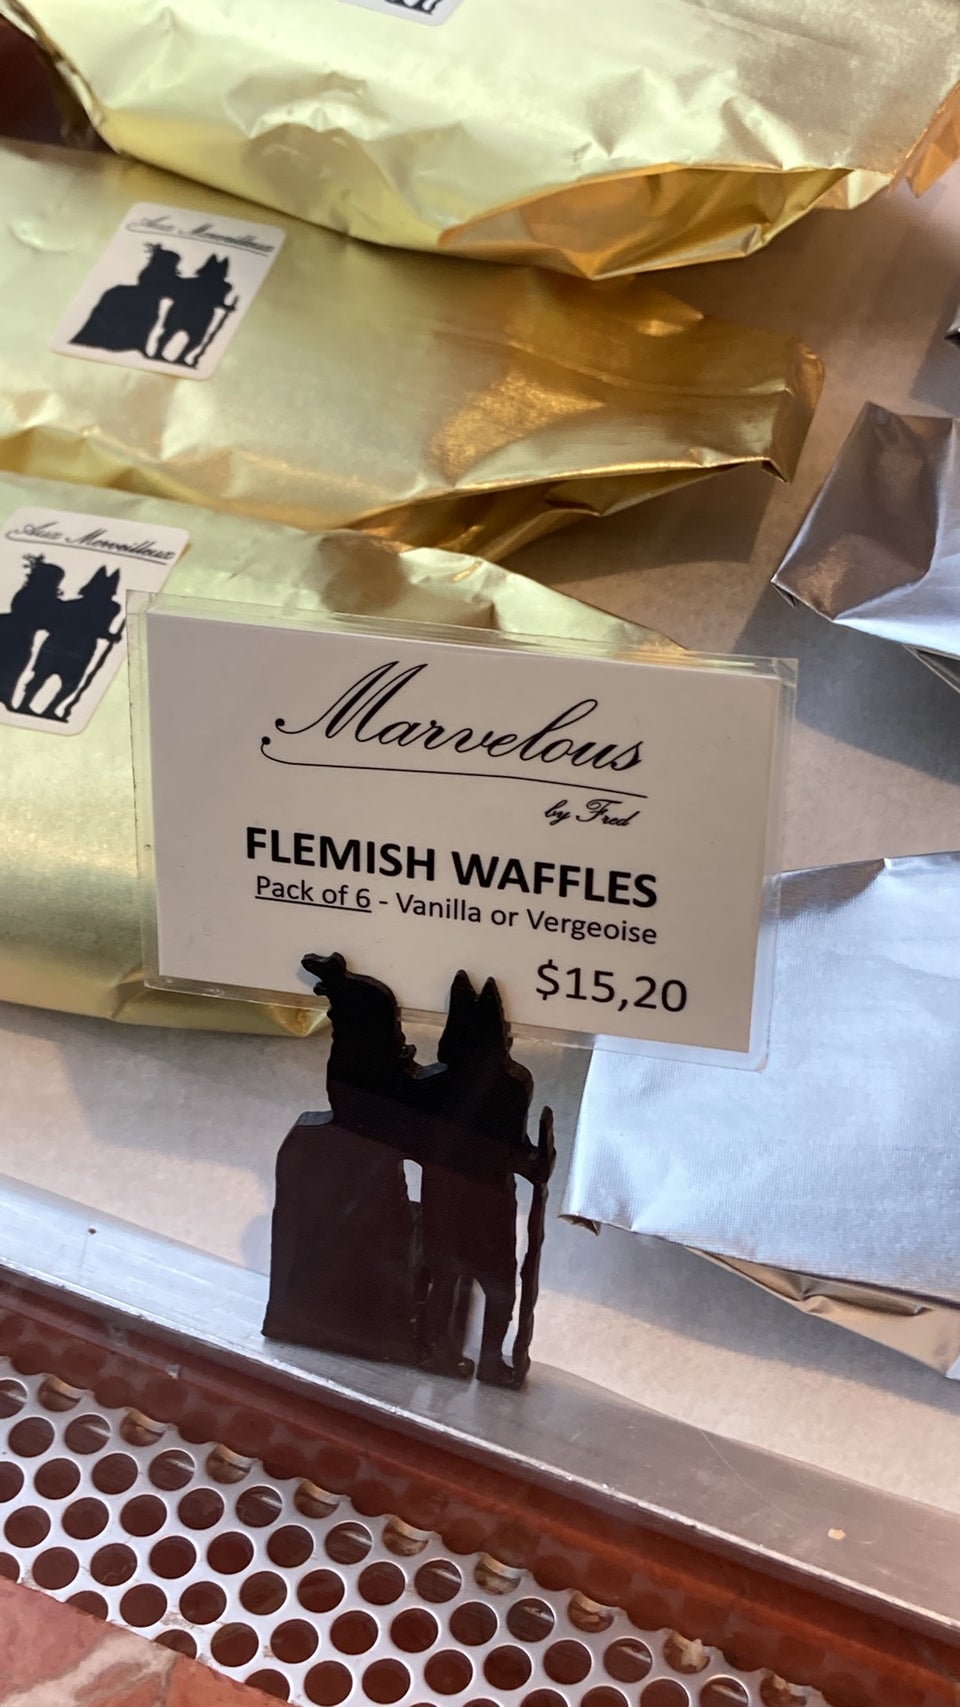 Aux Merveilleux
Aux Merveilleux
Marvelous
by Fred
FLEMISH WAFFLES
Pack of 6 - Vanilla or Vergeoise
$15,20